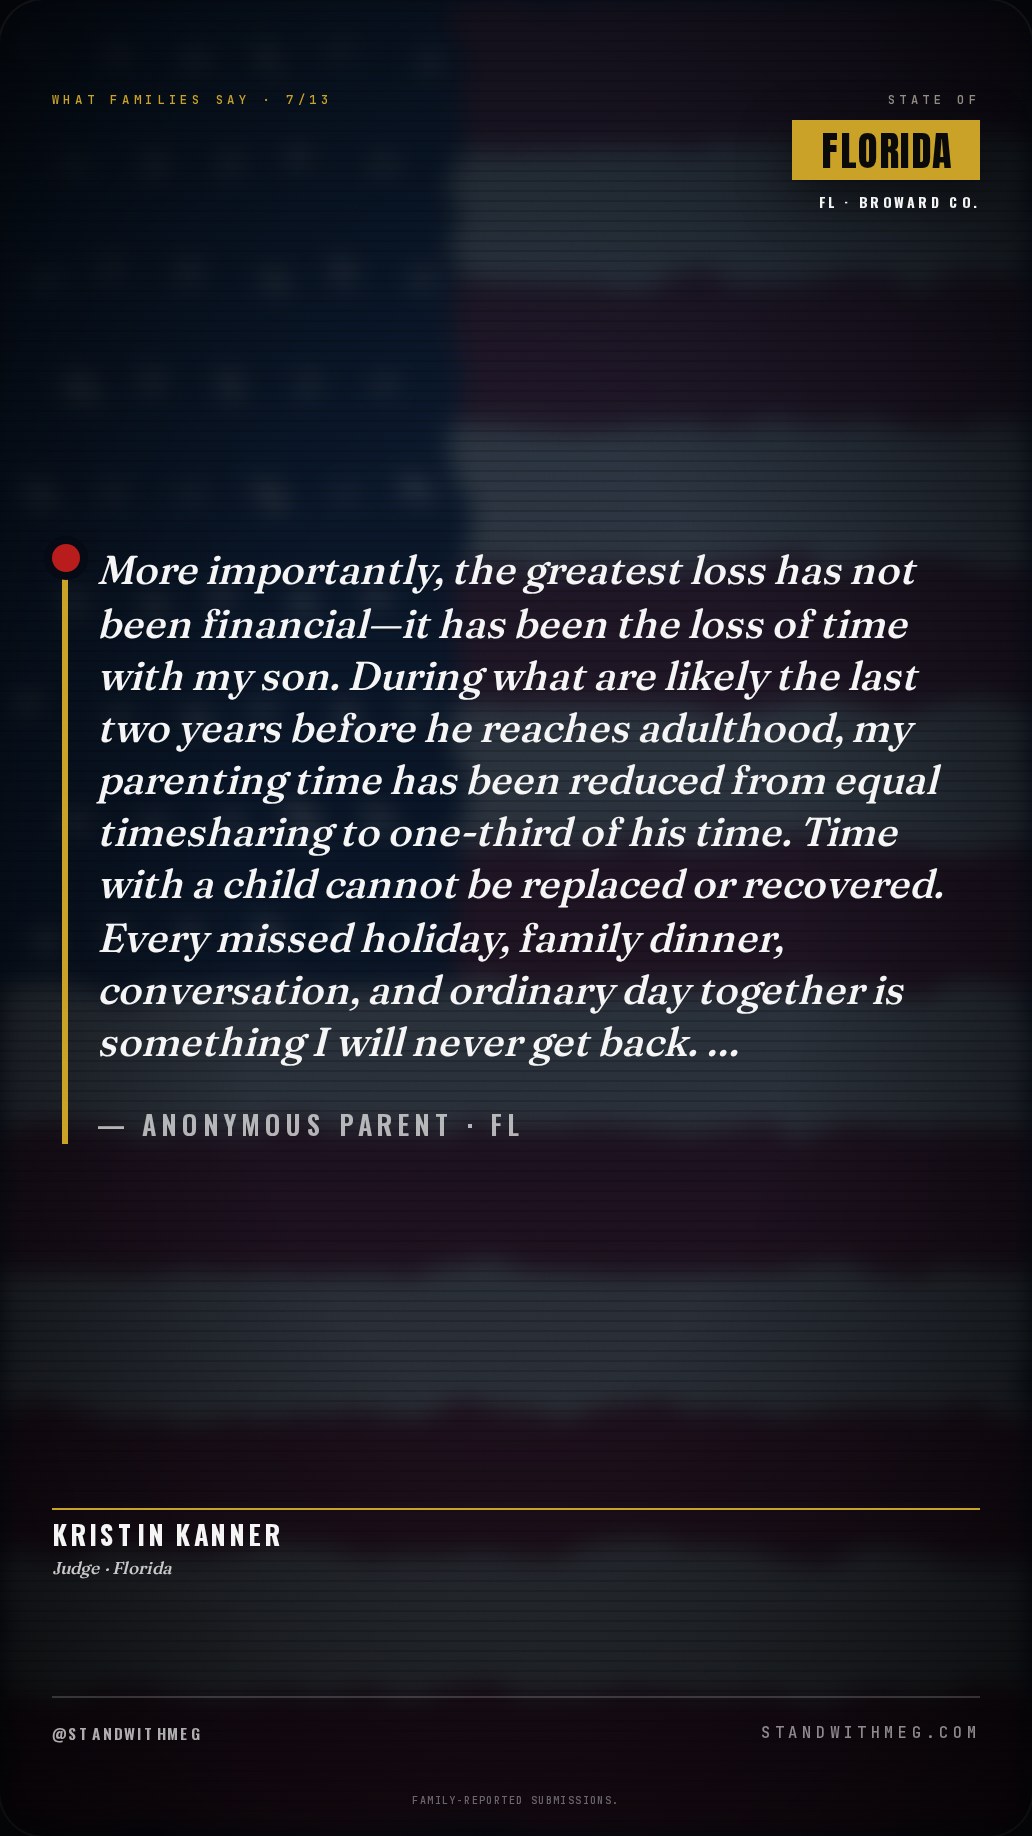 WHAT FAMILIES SAY · 7/13
STATE OF
FLORIDA
FL · BROWARD CO.
More importantly, the greatest loss has not
been financial—it has been the loss of time
with my son. During what are likely the last
two years before he reaches adulthood, my
parenting time has been reduced from equal
timesharing to one-third of his time. Time
with a child cannot be replaced or recovered.
Every missed holiday, family dinner,
conversation, and ordinary day together is
something I will never get back. ...
— ANONYMOUS PARENT · FL
KRISTIN KANNER
Judge · Florida
@STANDWITHMEG
STANDWITHMEG.COM
FAMILY-REPORTED SUBMISSIONS.